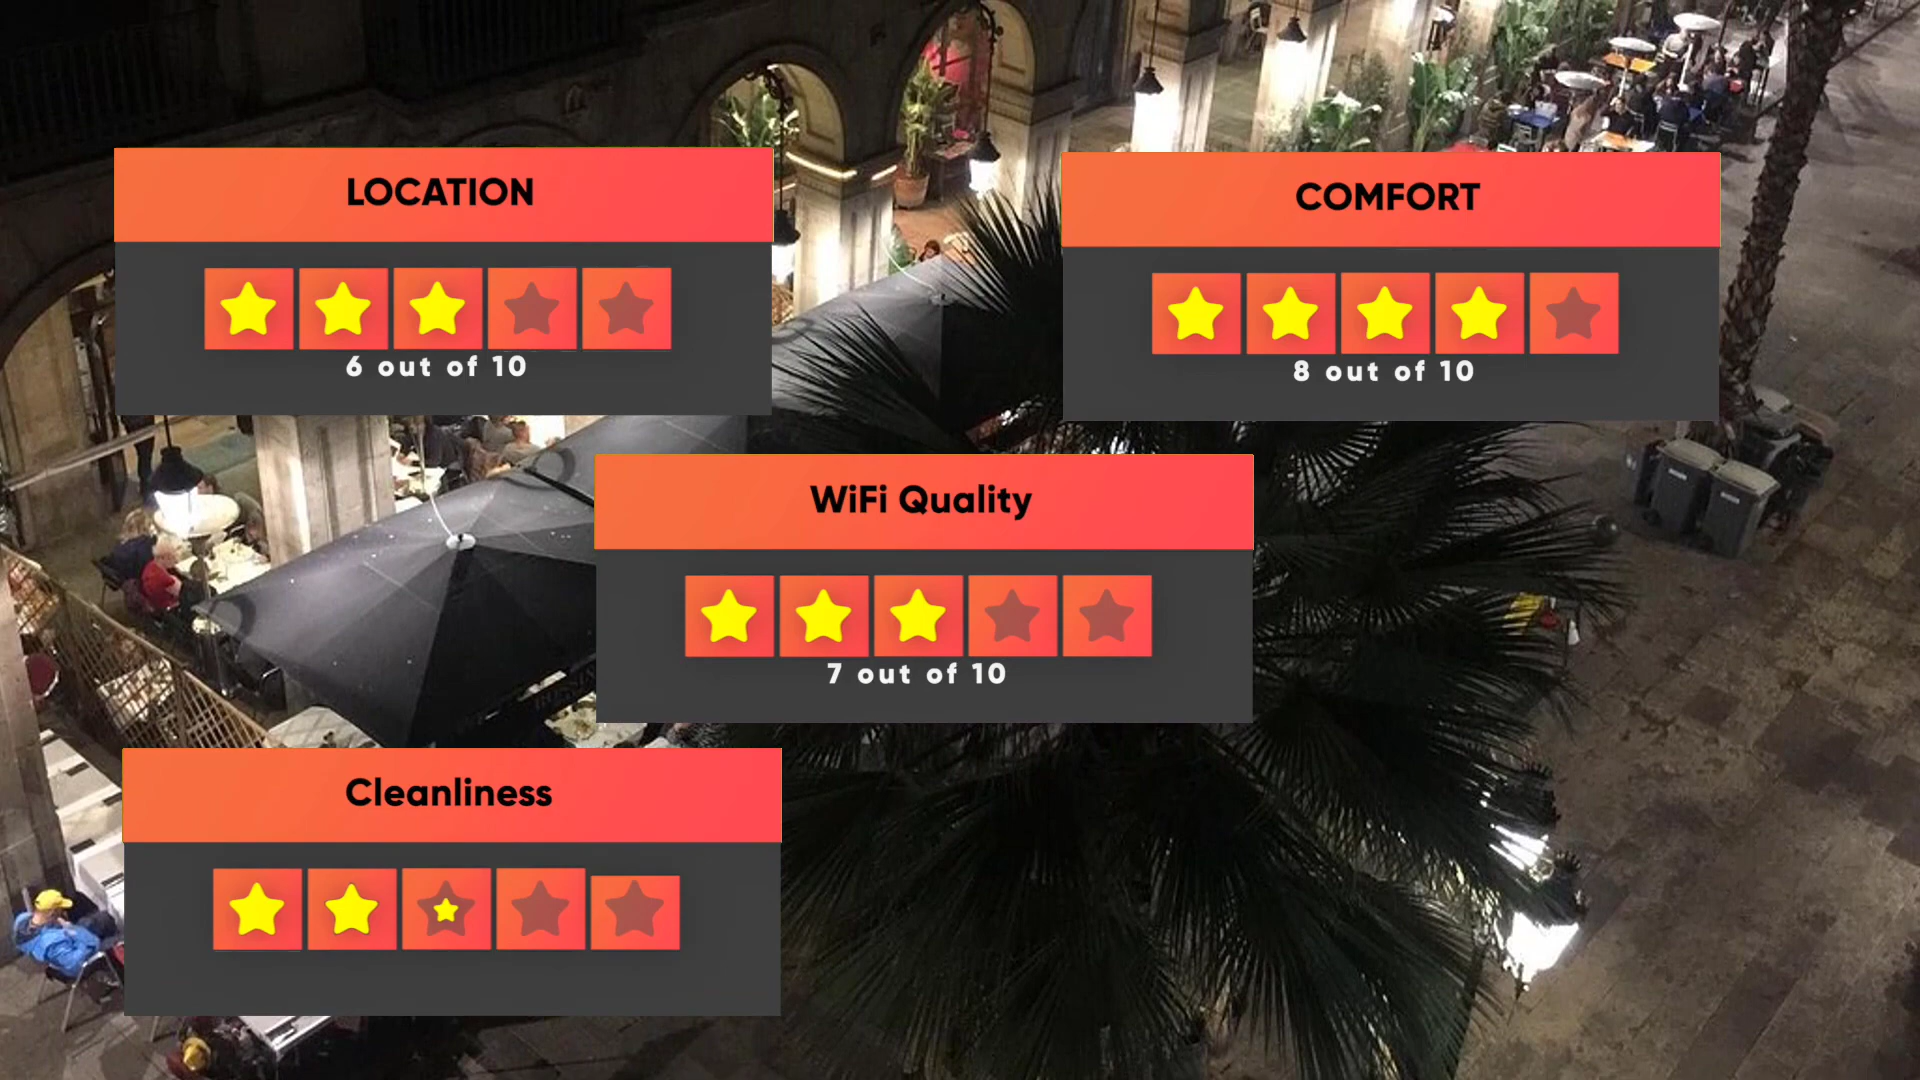 LOCATION
6 out of 10
COMFORT
8 out of 10
WiFi Quality
7 out of 10
Cleanliness